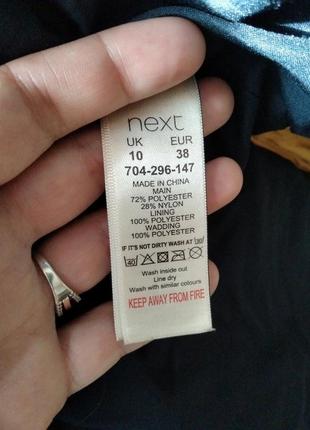 next
UK EUR
10 38
704-296-147
MADE IN CHINA
MAIN
72% POLYESTER
28% NYLON
LINING
100% POLYESTER
WADDING
100% POLYESTER
IF IT'S NOT DIRTY WASH AT 30
40
Wash inside out
Line dry
Wash with similar colours
KEEP AWAY FROM FIRE